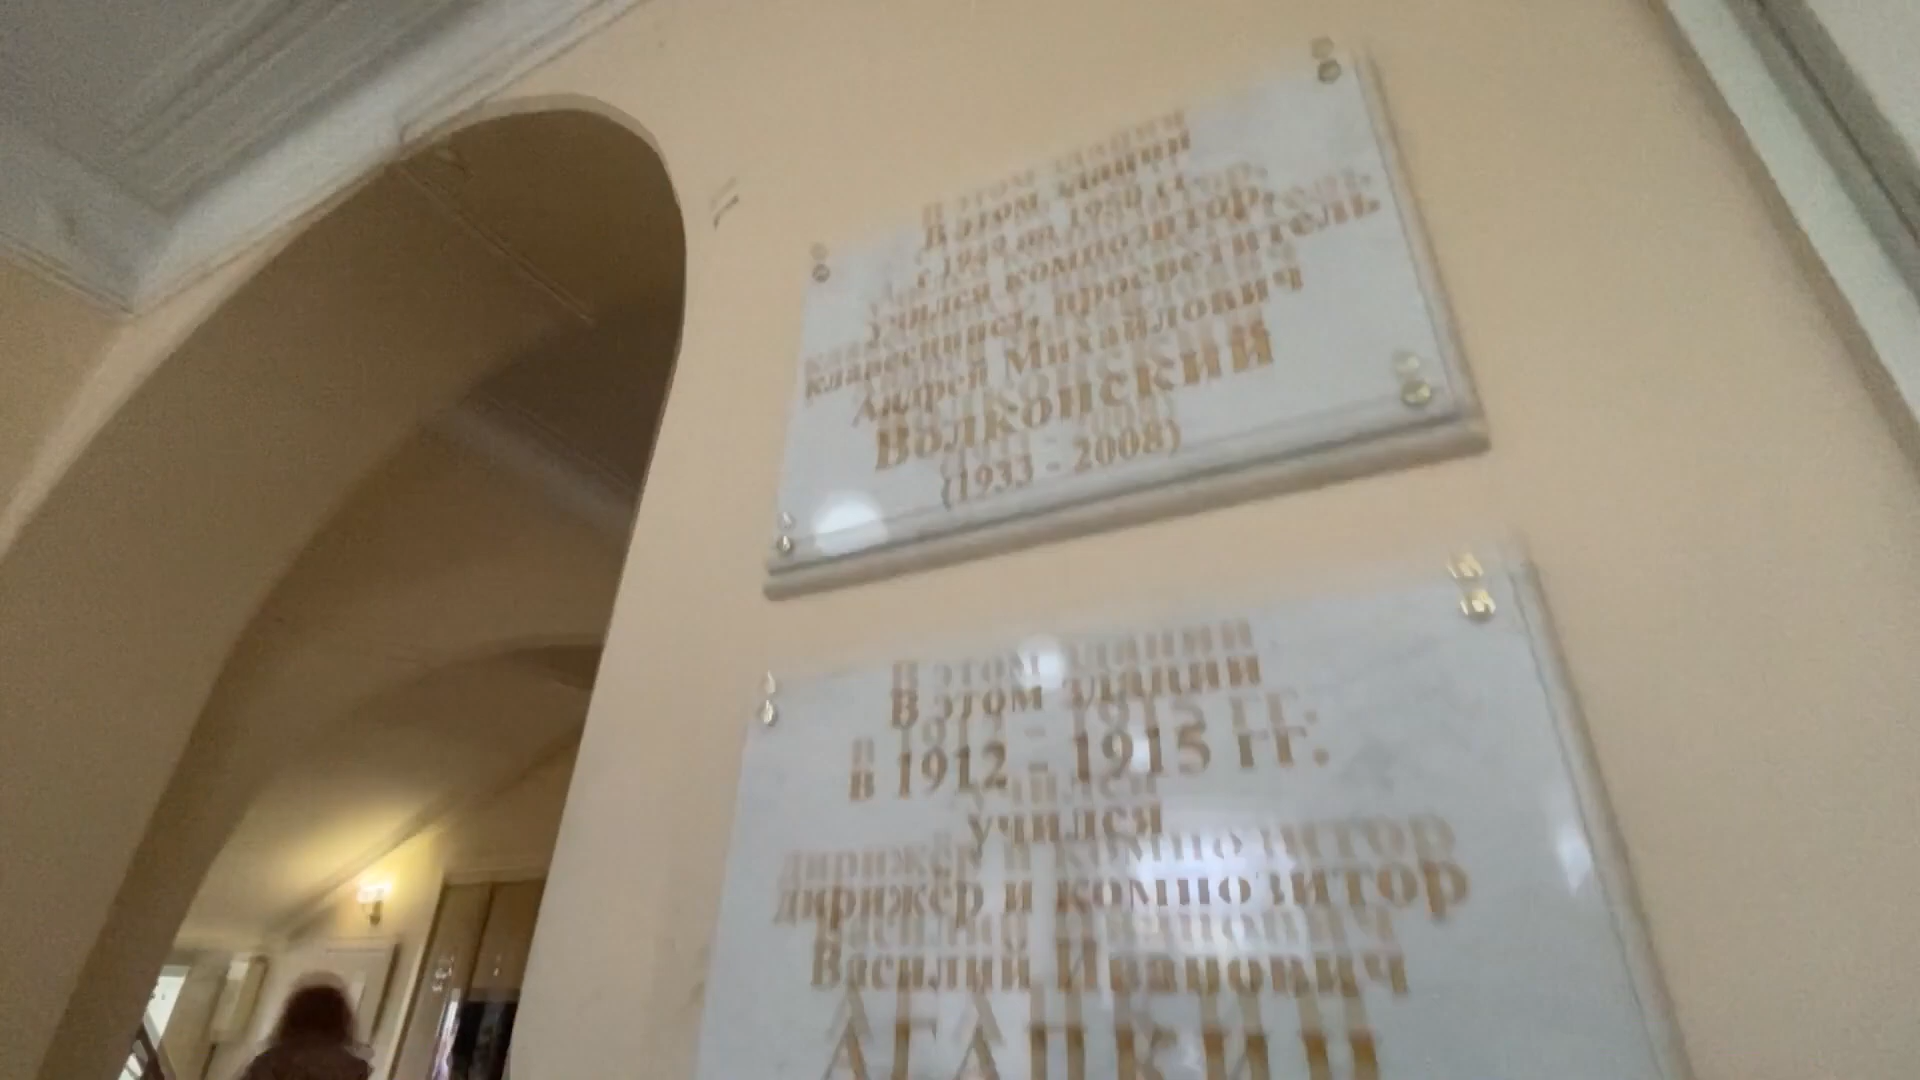 В этом здании
с 1949 по 1950 гг.
учился композитор,
клавесинист, просветитель
Андрей Михайлович
Волконский
(1933 - 2008)
В этом здании
в 1912 - 1915 гг.
учился
дирижёр и композитор
Василий Иванович
АГАПКИН